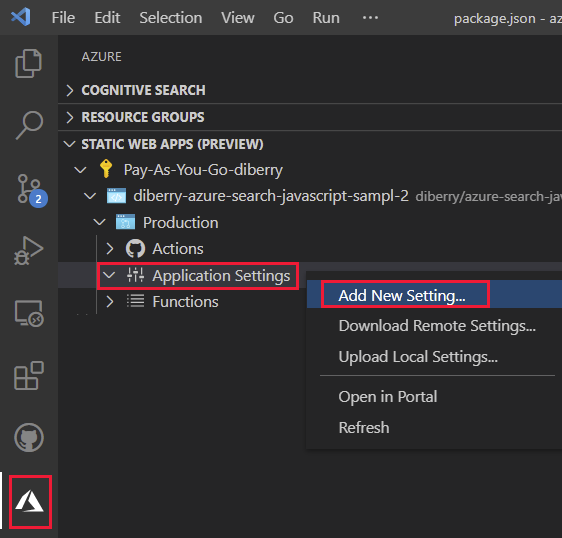 File Selection View Go Run ··· package.json - az
AZURE
COGNITIVE SEARCH
RESOURCE GROUPS
STATIC WEB APPS (PREVIEW)
Pay-As-You-Go-diberry
2
diberry-azure-search-javascript-sampl-2 diberry/azure-search-jav
Production
Actions
Application Settings
Functions
Add New Setting...
Download Remote Settings...
Upload Local Settings...
Open in Portal
Refresh